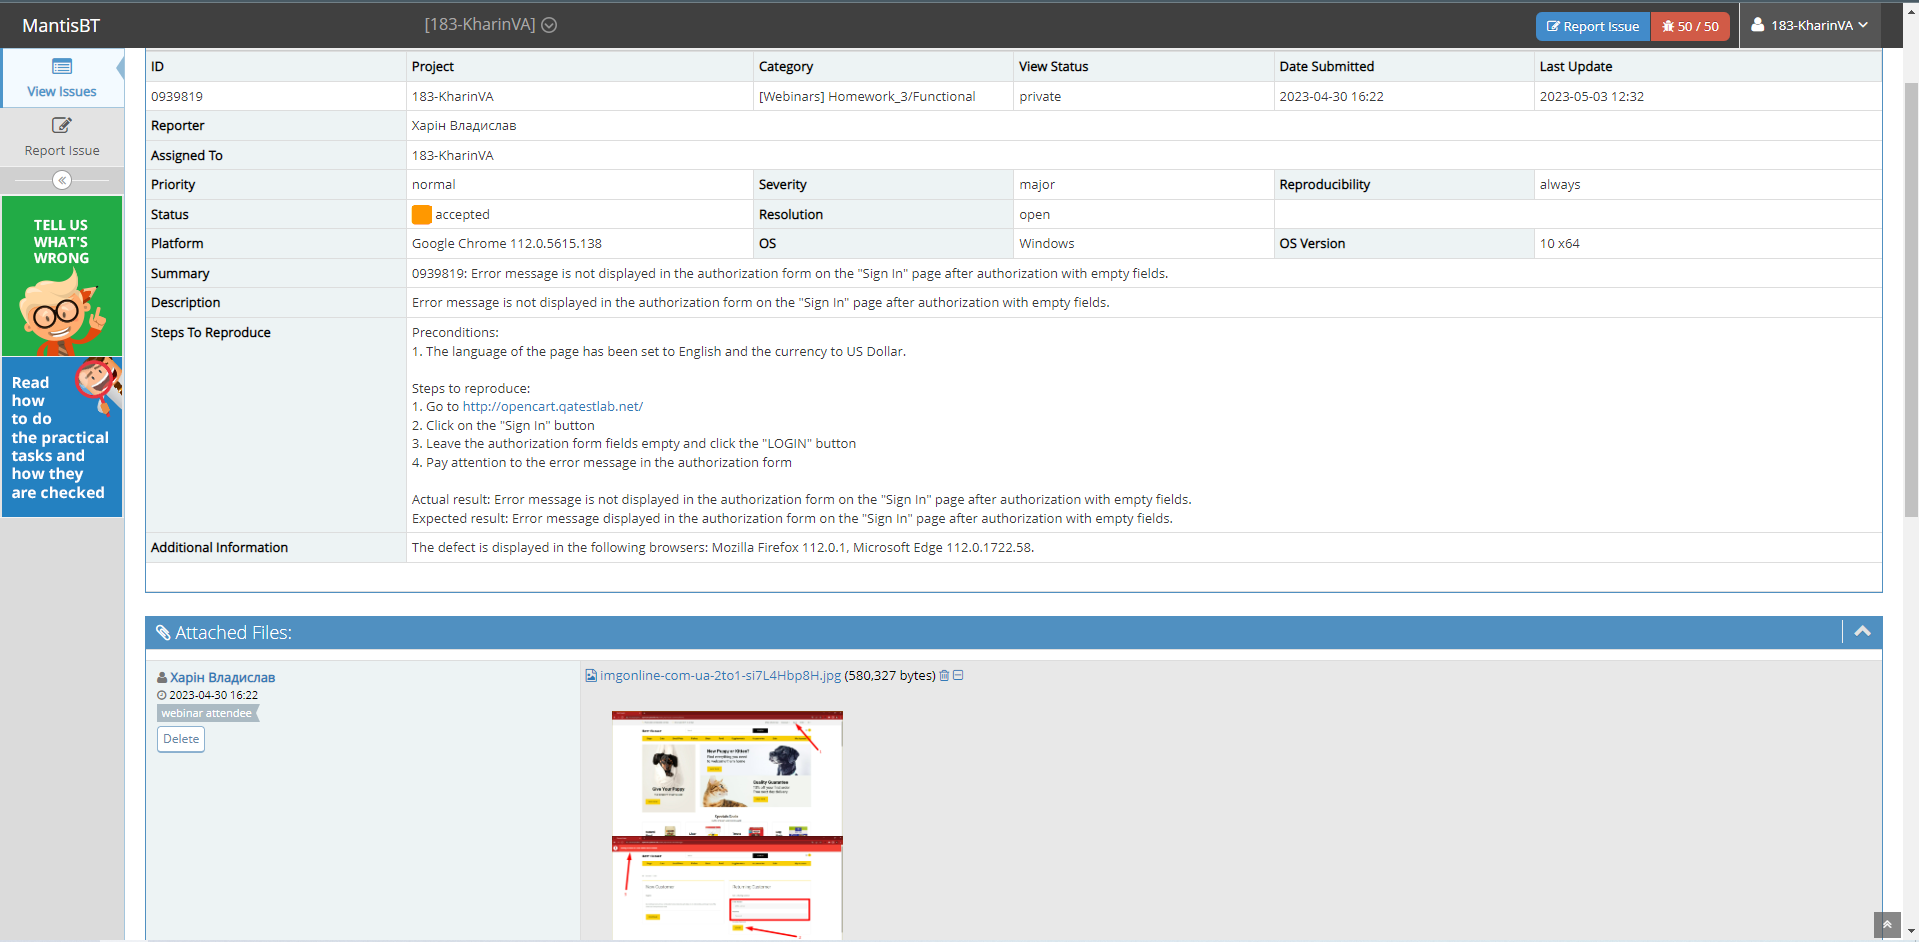 MantisBT
[183-KharinVA]
Report Issue
50 / 50
183-KharinVA
View Issues
Report Issue
TELL US
WHAT'S
WRONG
Read
how
to do
the practical
tasks and
how they
are checked
ID Project Category View Status Date Submitted Last Update
0939819 183-KharinVA [Webinars] Homework_3/Functional private 2023-04-30 16:22 2023-05-03 12:32
Reporter Харін Владислав
Assigned To 183-KharinVA
Priority normal Severity major Reproducibility always
Status accepted Resolution open
Platform Google Chrome 112.0.5615.138 OS Windows OS Version 10 x64
Summary 0939819: Error message is not displayed in the authorization form on the "Sign In" page after authorization with empty fields.
Description Error message is not displayed in the authorization form on the "Sign In" page after authorization with empty fields.
Steps To Reproduce Preconditions:
1. The language of the page has been set to English and the currency to US Dollar.
Steps to reproduce:
1. Go to http://opencart.qatestlab.net/
2. Click on the "Sign In" button
3. Leave the authorization form fields empty and click the "LOGIN" button
4. Pay attention to the error message in the authorization form
Actual result: Error message is not displayed in the authorization form on the "Sign In" page after authorization with empty fields.
Expected result: Error message displayed in the authorization form on the "Sign In" page after authorization with empty fields.
Additional Information The defect is displayed in the following browsers: Mozilla Firefox 112.0.1, Microsoft Edge 112.0.1722.58.
Attached Files:
Харін Владислав
2023-04-30 16:22
webinar attendee
Delete
imgonline-com-ua-2to1-si7L4Hbp8H.jpg (580,327 bytes)
New Puppy or Kitten?
Give Your Puppy
Quality Guarantee
New Customer
Returning Customer